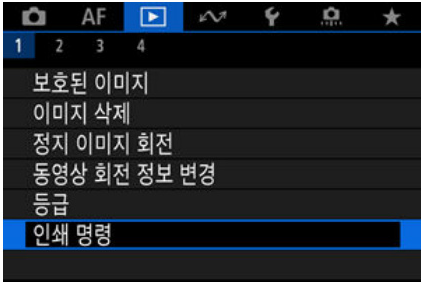 AF
1 2 3 4
보호된 이미지
이미지 삭제
정지 이미지 회전
동영상 회전 정보 변경
등급
인쇄 명령